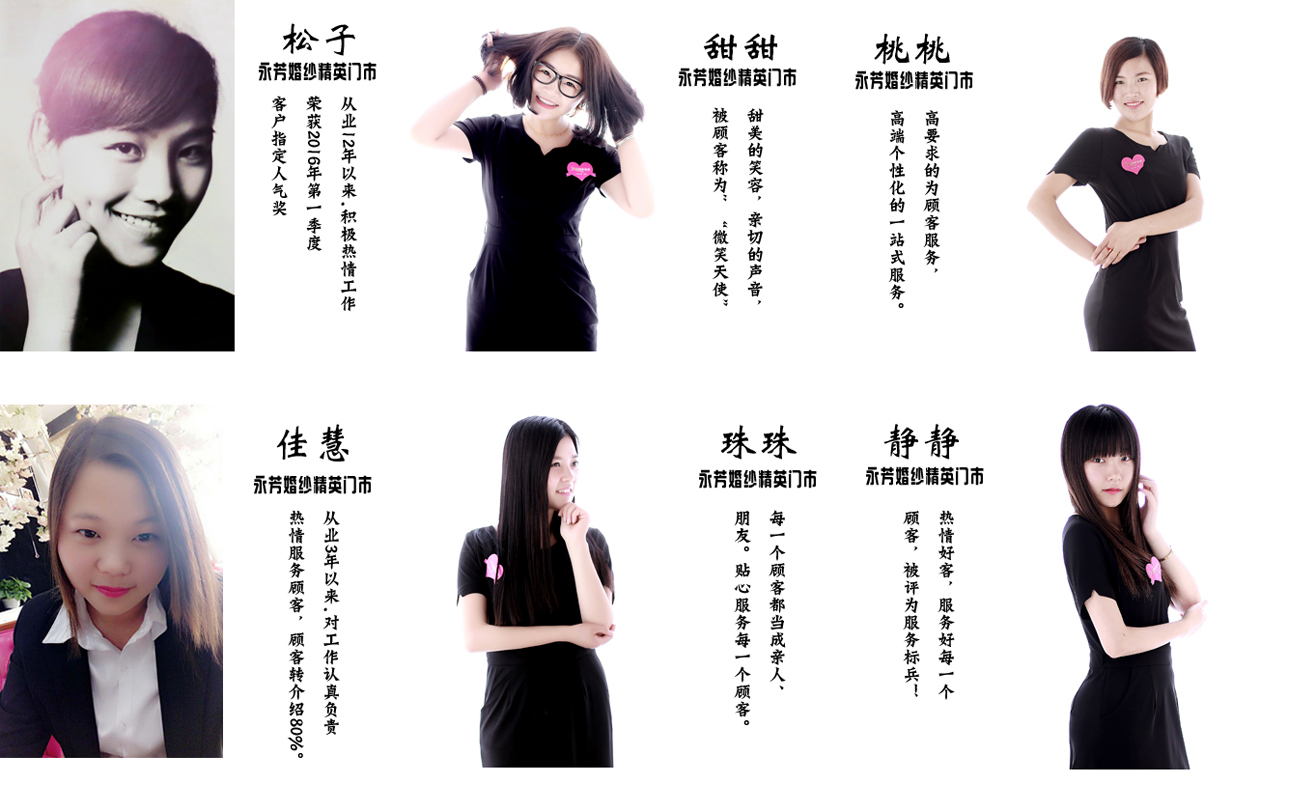 松子
永芳婚纱精英门市
从业12年以来.积极热情工作
荣获2016年第一季度
客户指定人气奖
甜甜
永芳婚纱精英门市
甜美的笑容，亲切的声音，
被顾客称为”“微笑天使”
桃桃
永芳婚纱精英门市
高要求的为顾客服务，
高端个性化的一站式服务。
佳慧
永芳婚纱精英门市
从业3年以来.对工作认真负责
热情服务顾客，顾客转介绍80%。
珠珠
永芳婚纱精英门市
每一个顾客都当成亲人、
朋友。贴心服务每一个顾客。
静静
永芳婚纱精英门市
热情好客，服务好每一个
顾客，被评为服务标兵！